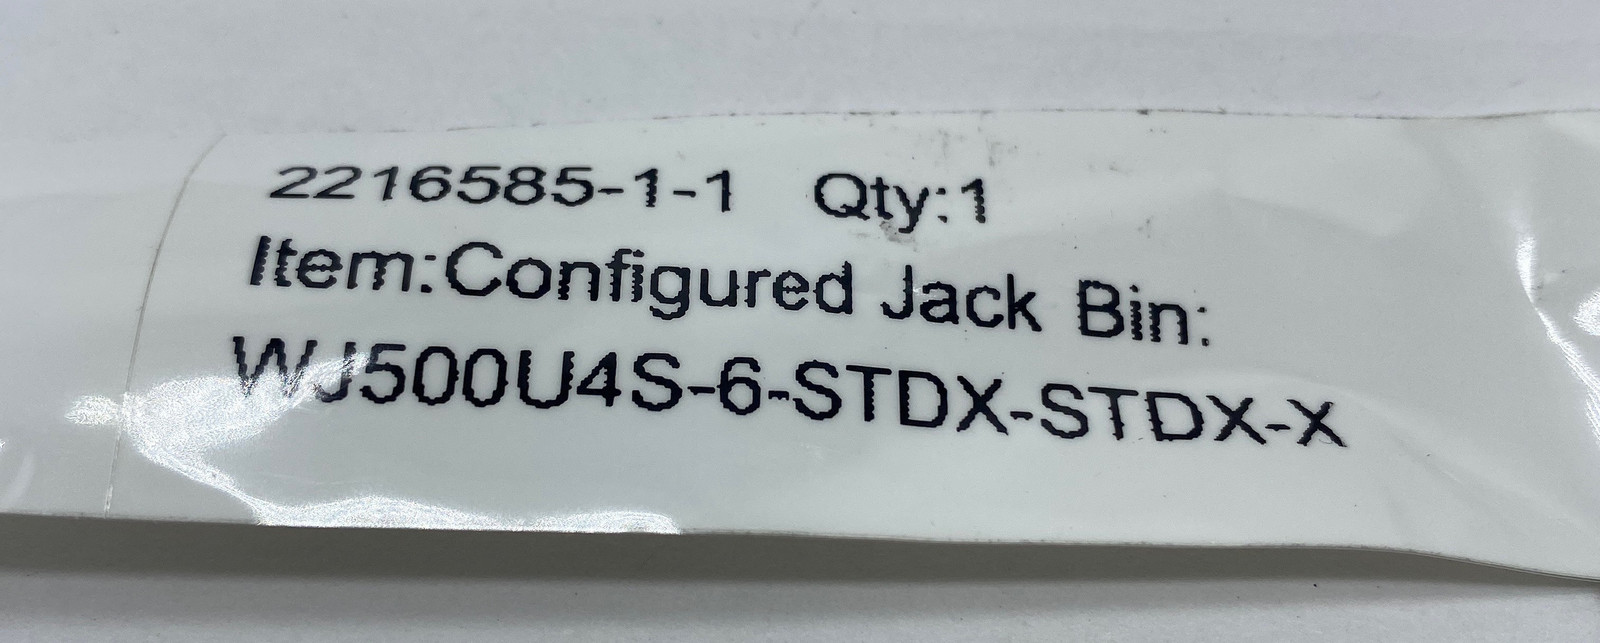 2216585-1-1 Qty:1
Item:Configured Jack Bin:
WJ500U4S-6-STDX-STDX-X